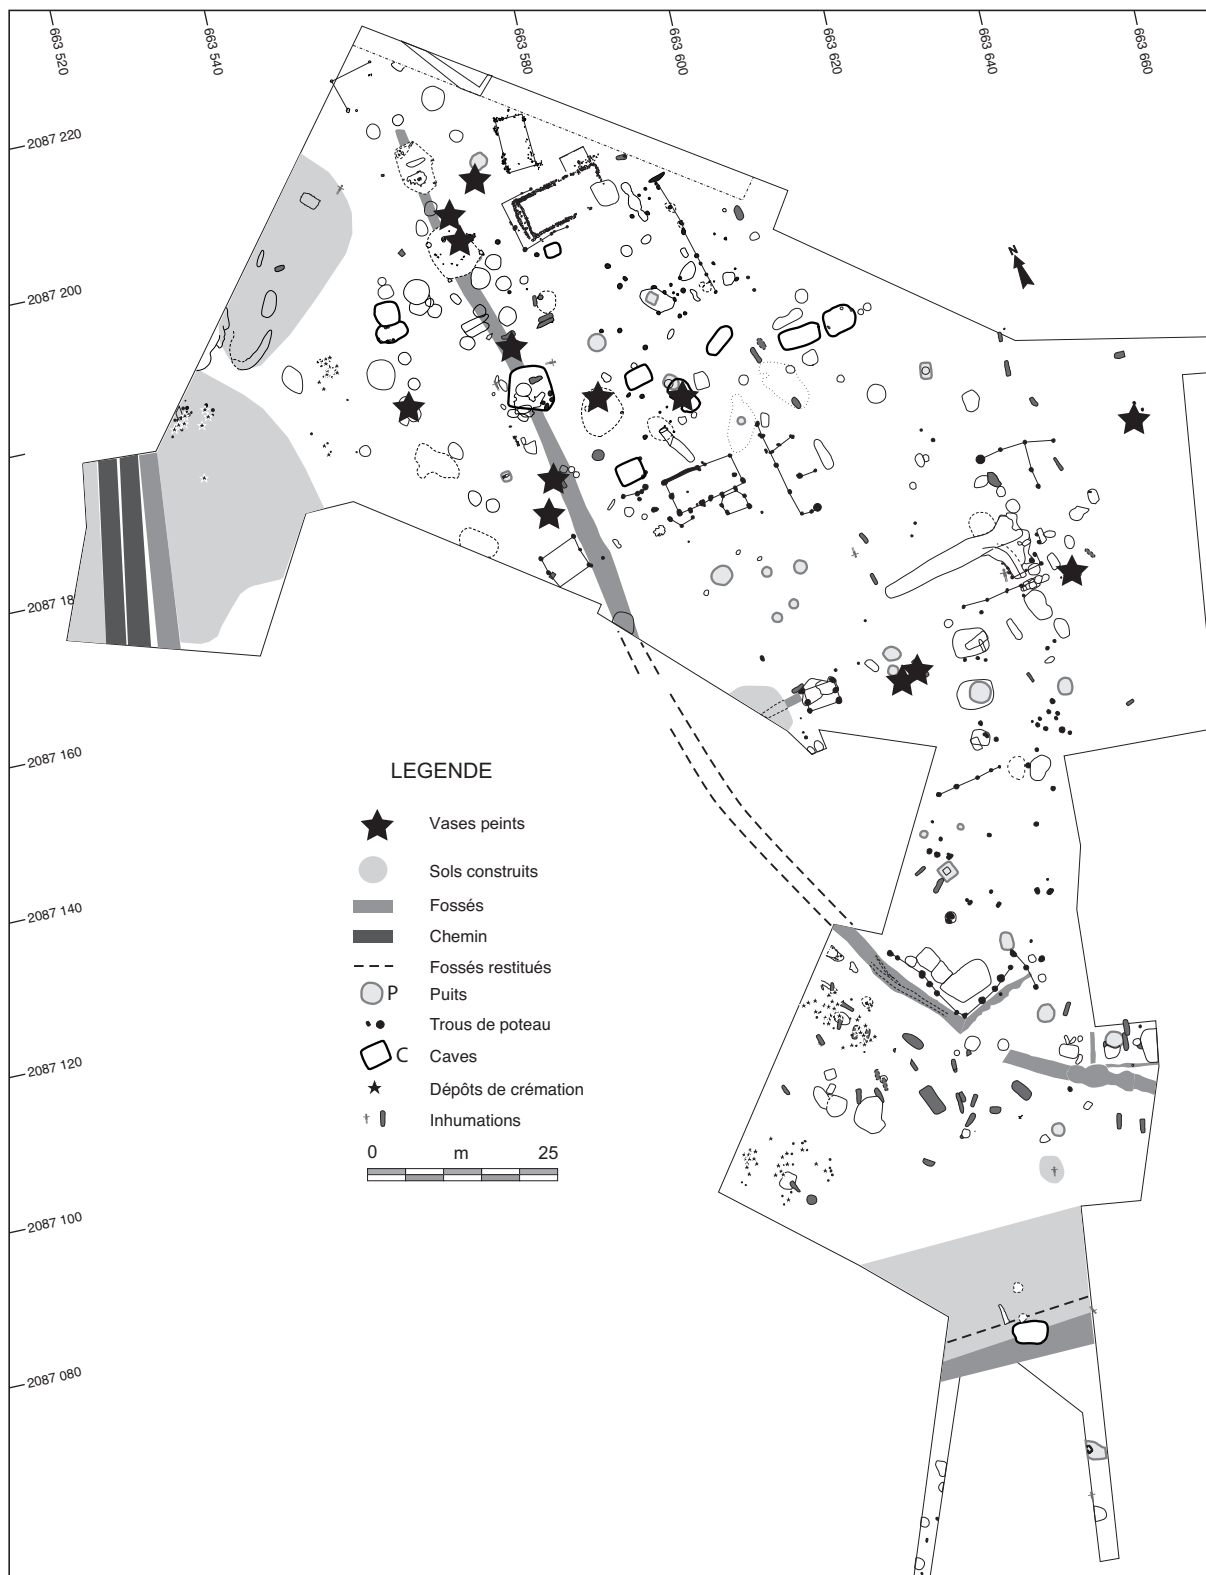 663 520
663 540
663 580
663 600
663 620
663 640
663 660
2087 220
2087 200
2087 18
2087 160
2087 140
2087 120
2087 100
2087 080
N
LEGENDE
Vases peints
Sols construits
Fossés
Chemin
Fossés restitués
P Puits
Trous de poteau
C Caves
Dépôts de crémation
Inhumations
0 m 25